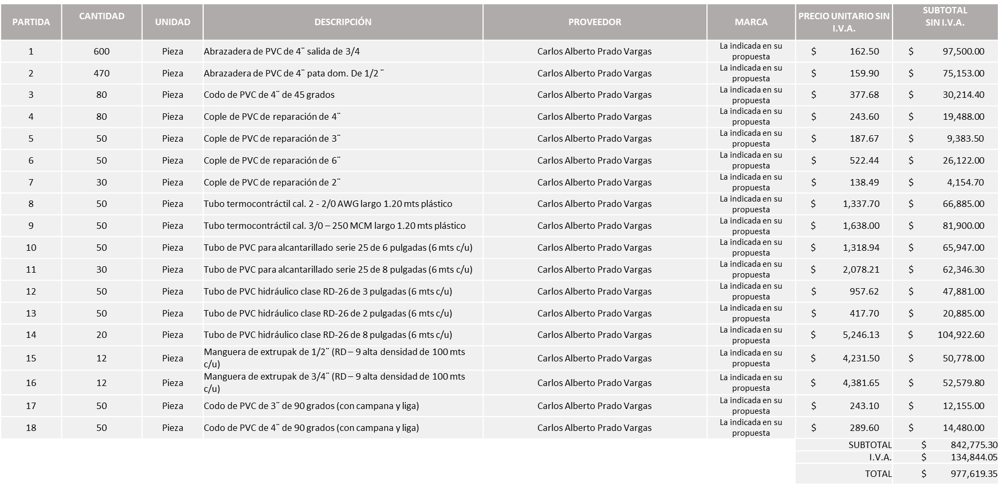 PARTIDA CANTIDAD UNIDAD DESCRIPCIÓN PROVEEDOR MARCA PRECIO UNITARIO SIN I.V.A. SUBTOTAL SIN I.V.A.
1 600 Pieza Abrazadera de PVC de 4¨ salida de 3/4 Carlos Alberto Prado Vargas La indicada en su propuesta $ 162.50 $ 97,500.00
2 470 Pieza Abrazadera de PVC de 4¨ pata dom. De 1/2 ¨ Carlos Alberto Prado Vargas La indicada en su propuesta $ 159.90 $ 75,153.00
3 80 Pieza Codo de PVC de 4¨ de 45 grados Carlos Alberto Prado Vargas La indicada en su propuesta $ 377.68 $ 30,214.40
4 80 Pieza Cople de PVC de reparación de 4¨ Carlos Alberto Prado Vargas La indicada en su propuesta $ 243.60 $ 19,488.00
5 50 Pieza Cople de PVC de reparación de 3¨ Carlos Alberto Prado Vargas La indicada en su propuesta $ 187.67 $ 9,383.50
6 50 Pieza Cople de PVC de reparación de 6¨ Carlos Alberto Prado Vargas La indicada en su propuesta $ 522.44 $ 26,122.00
7 30 Pieza Cople de PVC de reparación de 2¨ Carlos Alberto Prado Vargas La indicada en su propuesta $ 138.49 $ 4,154.70
8 50 Pieza Tubo termocontráctil cal. 2 - 2/0 AWG largo 1.20 mts plástico Carlos Alberto Prado Vargas La indicada en su propuesta $ 1,337.70 $ 66,885.00
9 50 Pieza Tubo termocontráctil cal. 3/0 – 250 MCM largo 1.20 mts plástico Carlos Alberto Prado Vargas La indicada en su propuesta $ 1,638.00 $ 81,900.00
10 50 Pieza Tubo de PVC para alcantarillado serie 25 de 6 pulgadas (6 mts c/u) Carlos Alberto Prado Vargas La indicada en su propuesta $ 1,318.94 $ 65,947.00
11 30 Pieza Tubo de PVC para alcantarillado serie 25 de 8 pulgadas (6 mts c/u) Carlos Alberto Prado Vargas La indicada en su propuesta $ 2,078.21 $ 62,346.30
12 50 Pieza Tubo de PVC hidráulico clase RD-26 de 3 pulgadas (6 mts c/u) Carlos Alberto Prado Vargas La indicada en su propuesta $ 957.62 $ 47,881.00
13 50 Pieza Tubo de PVC hidráulico clase RD-26 de 2 pulgadas (6 mts c/u) Carlos Alberto Prado Vargas La indicada en su propuesta $ 417.70 $ 20,885.00
14 20 Pieza Tubo de PVC hidráulico clase RD-26 de 8 pulgadas (6 mts c/u) Carlos Alberto Prado Vargas La indicada en su propuesta $ 5,246.13 $ 104,922.60
15 12 Pieza Manguera de extrupak de 1/2¨ (RD – 9 alta densidad de 100 mts c/u) Carlos Alberto Prado Vargas La indicada en su propuesta $ 4,231.50 $ 50,778.00
16 12 Pieza Manguera de extrupak de 3/4¨ (RD – 9 alta densidad de 100 mts c/u) Carlos Alberto Prado Vargas La indicada en su propuesta $ 4,381.65 $ 52,579.80
17 50 Pieza Codo de PVC de 3¨ de 90 grados (con campana y liga) Carlos Alberto Prado Vargas La indicada en su propuesta $ 243.10 $ 12,155.00
18 50 Pieza Codo de PVC de 4¨ de 90 grados (con campana y liga) Carlos Alberto Prado Vargas La indicada en su propuesta $ 289.60 $ 14,480.00
SUBTOTAL $ 842,775.30
I.V.A. $ 134,844.05
TOTAL $ 977,619.35